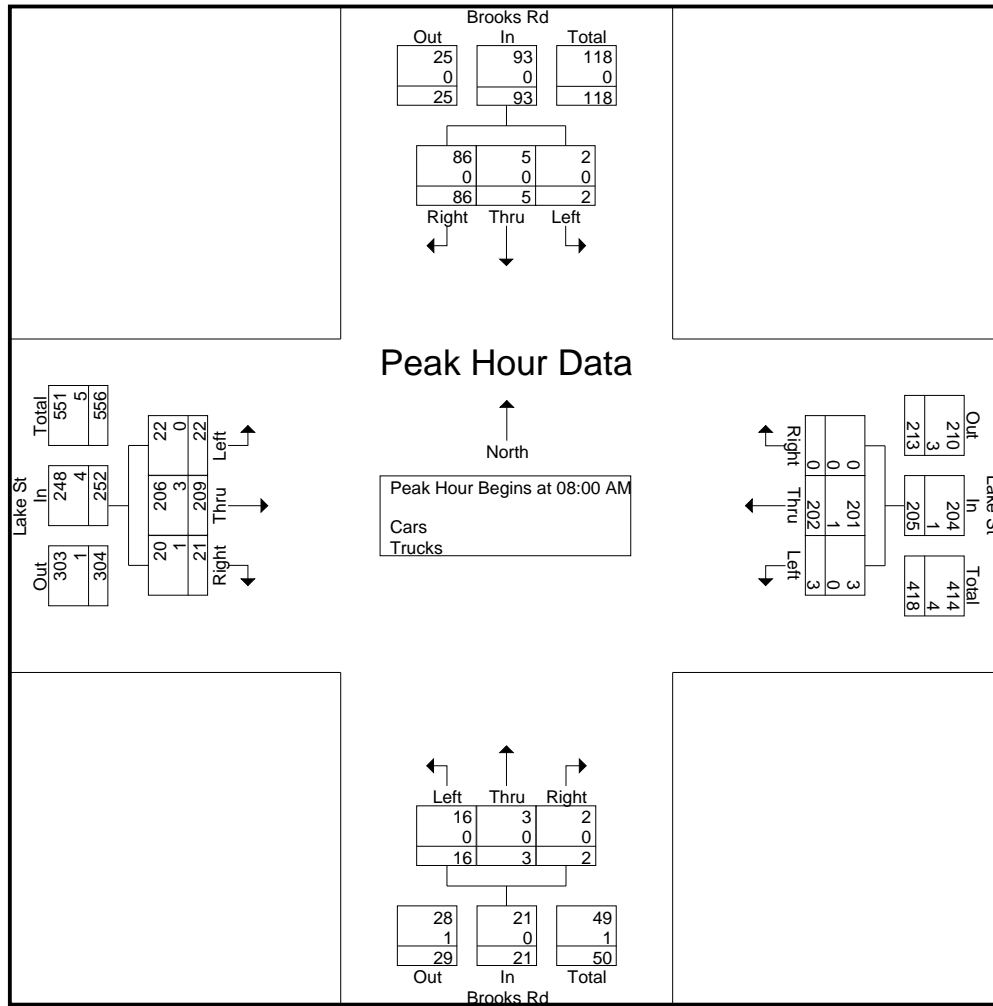 Brooks Rd
Out In Total
25 93 118
0 0 0
25 93 118
86 5 2
0 0 0
86 5 2
Right Thru Left
Peak Hour Data
North
Peak Hour Begins at 08:00 AM
Cars
Trucks
Lake St
Total
551
5
556
In
248
4
252
Out
303
1
304
22
0
22
Left
206
3
209
Thru
20
1
21
Right
Right
0
0
0
Thru
201
1
202
Left
3
0
3
Out
210
3
213
In
204
1
205
Total
414
4
418
Lake St
Left Thru Right
16 3 2
0 0 0
16 3 2
28 21 49
1 0 1
29 21 50
Out In Total
Brooks Rd